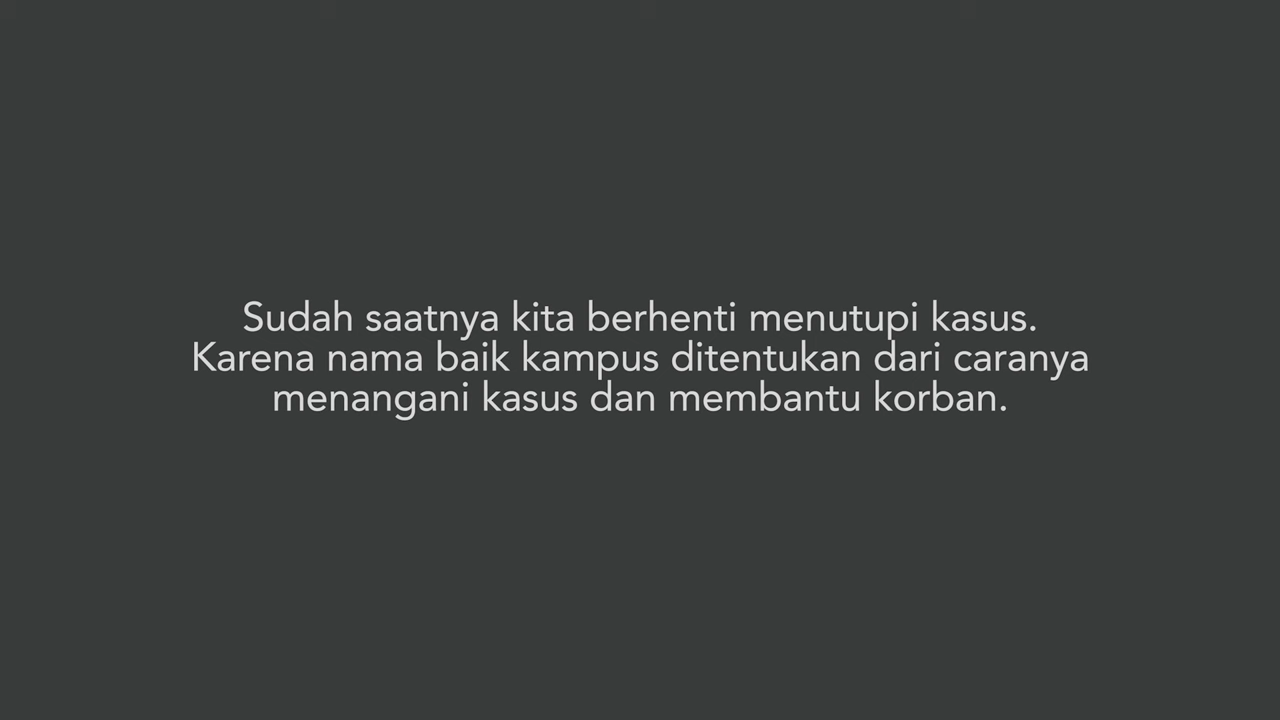 Sudah saatnya kita berhenti menutupi kasus.
Karena nama baik kampus ditentukan dari caranya
menangani kasus dan membantu korban.